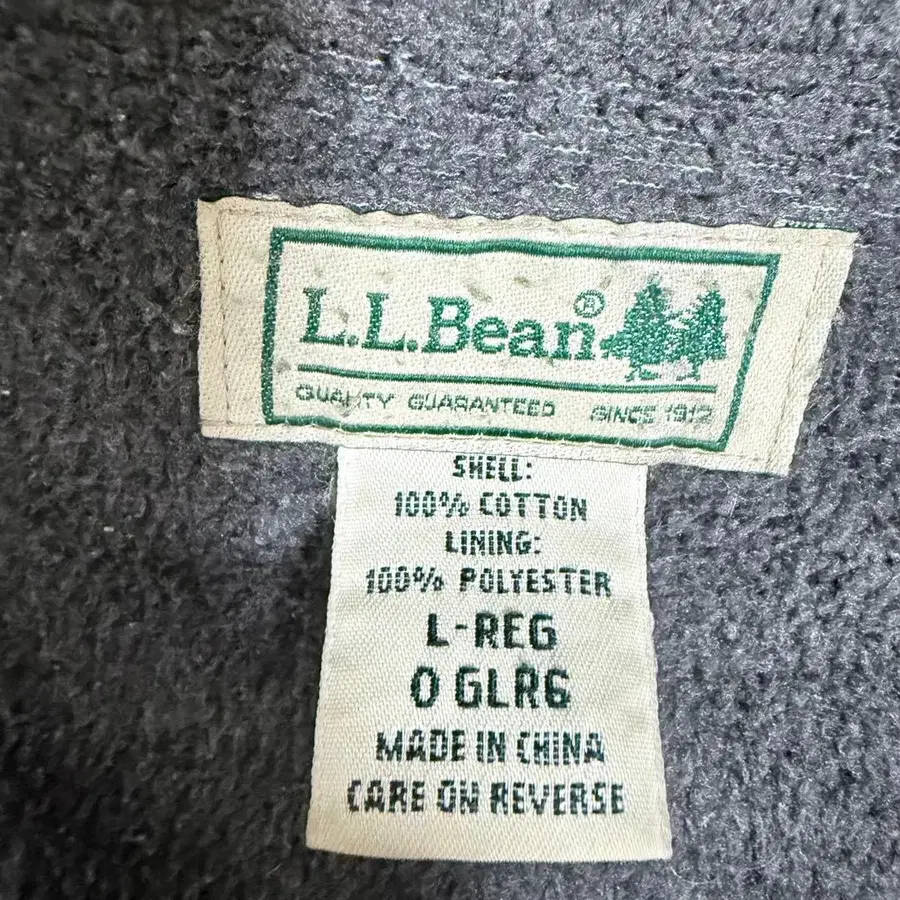 L.L.Bean®
QUALITY GUARANTEED SINCE 1912
SHELL:
100% COTTON
LINING:
100% POLYESTER
L-REG
0 GLRG
MADE IN CHINA
CARE ON REVERSE